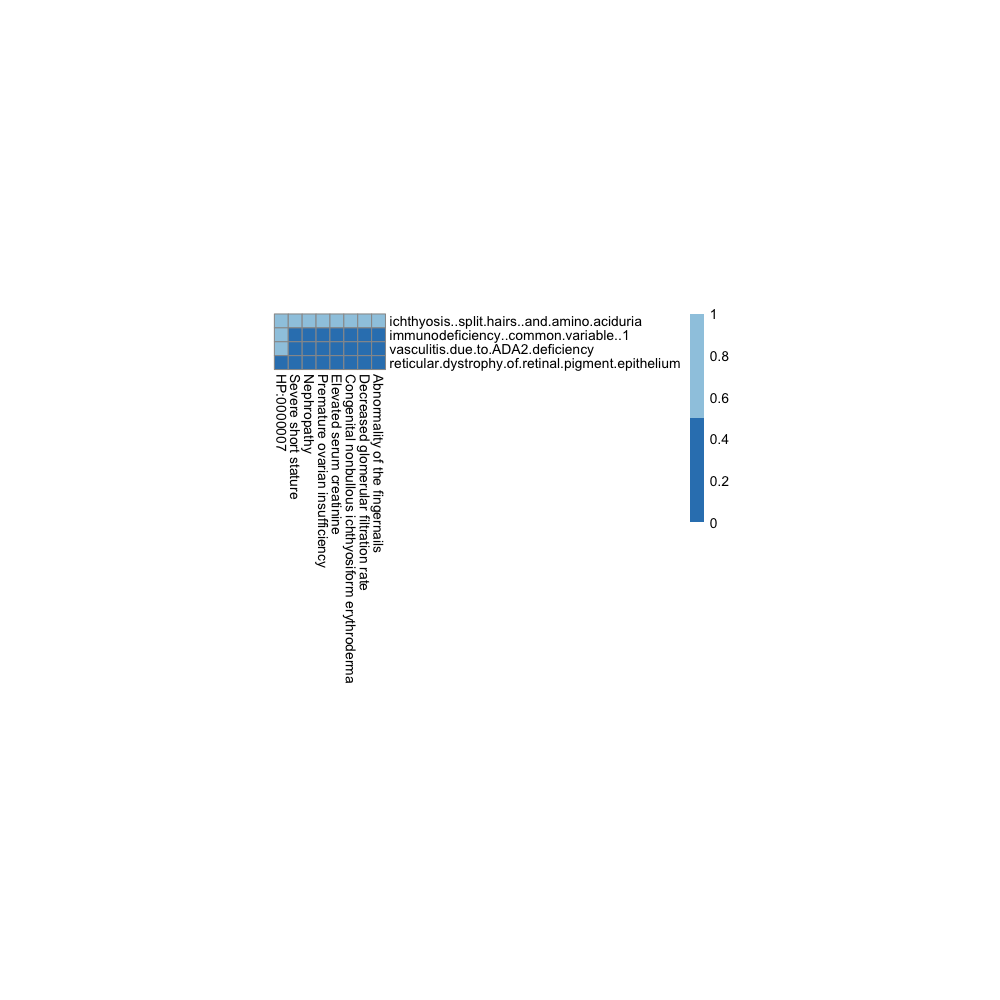 ichthyosis..split.hairs..and.amino.aciduria
immunodeficiency..common.variable..1
vasculitis.due.to.ADA2.deficiency
reticular.dystrophy.of.retinal.pigment.epithelium
HP:0000007
Severe short stature
Nephropathy
Premature ovarian insufficiency
Elevated serum creatinine
Congenital nonbullous ichthyosiform erythroderma
Decreased glomerular filtration rate
Abnormality of the fingernails
1
0.8
0.6
0.4
0.2
0